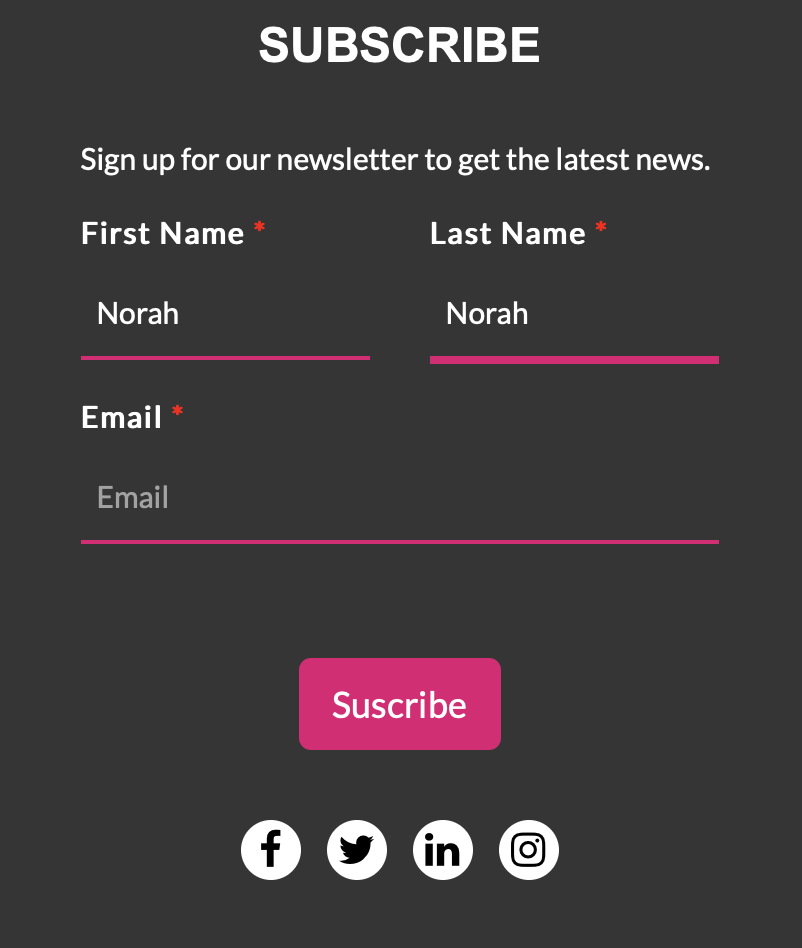 SUBSCRIBE
Sign up for our newsletter to get the latest news.
First Name * Last Name *
Norah Norah
Email *
Email
Suscribe